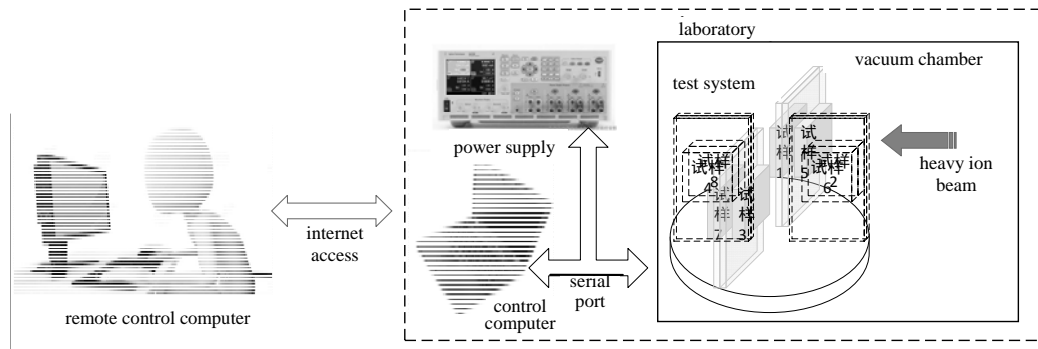 laboratory
vacuum chamber
test system
试样1
试样5
试样8
试样4
试样2
试样6
试样7
试样3
heavy ion
beam
power supply
internet
access
serial
port
control
computer
remote control computer